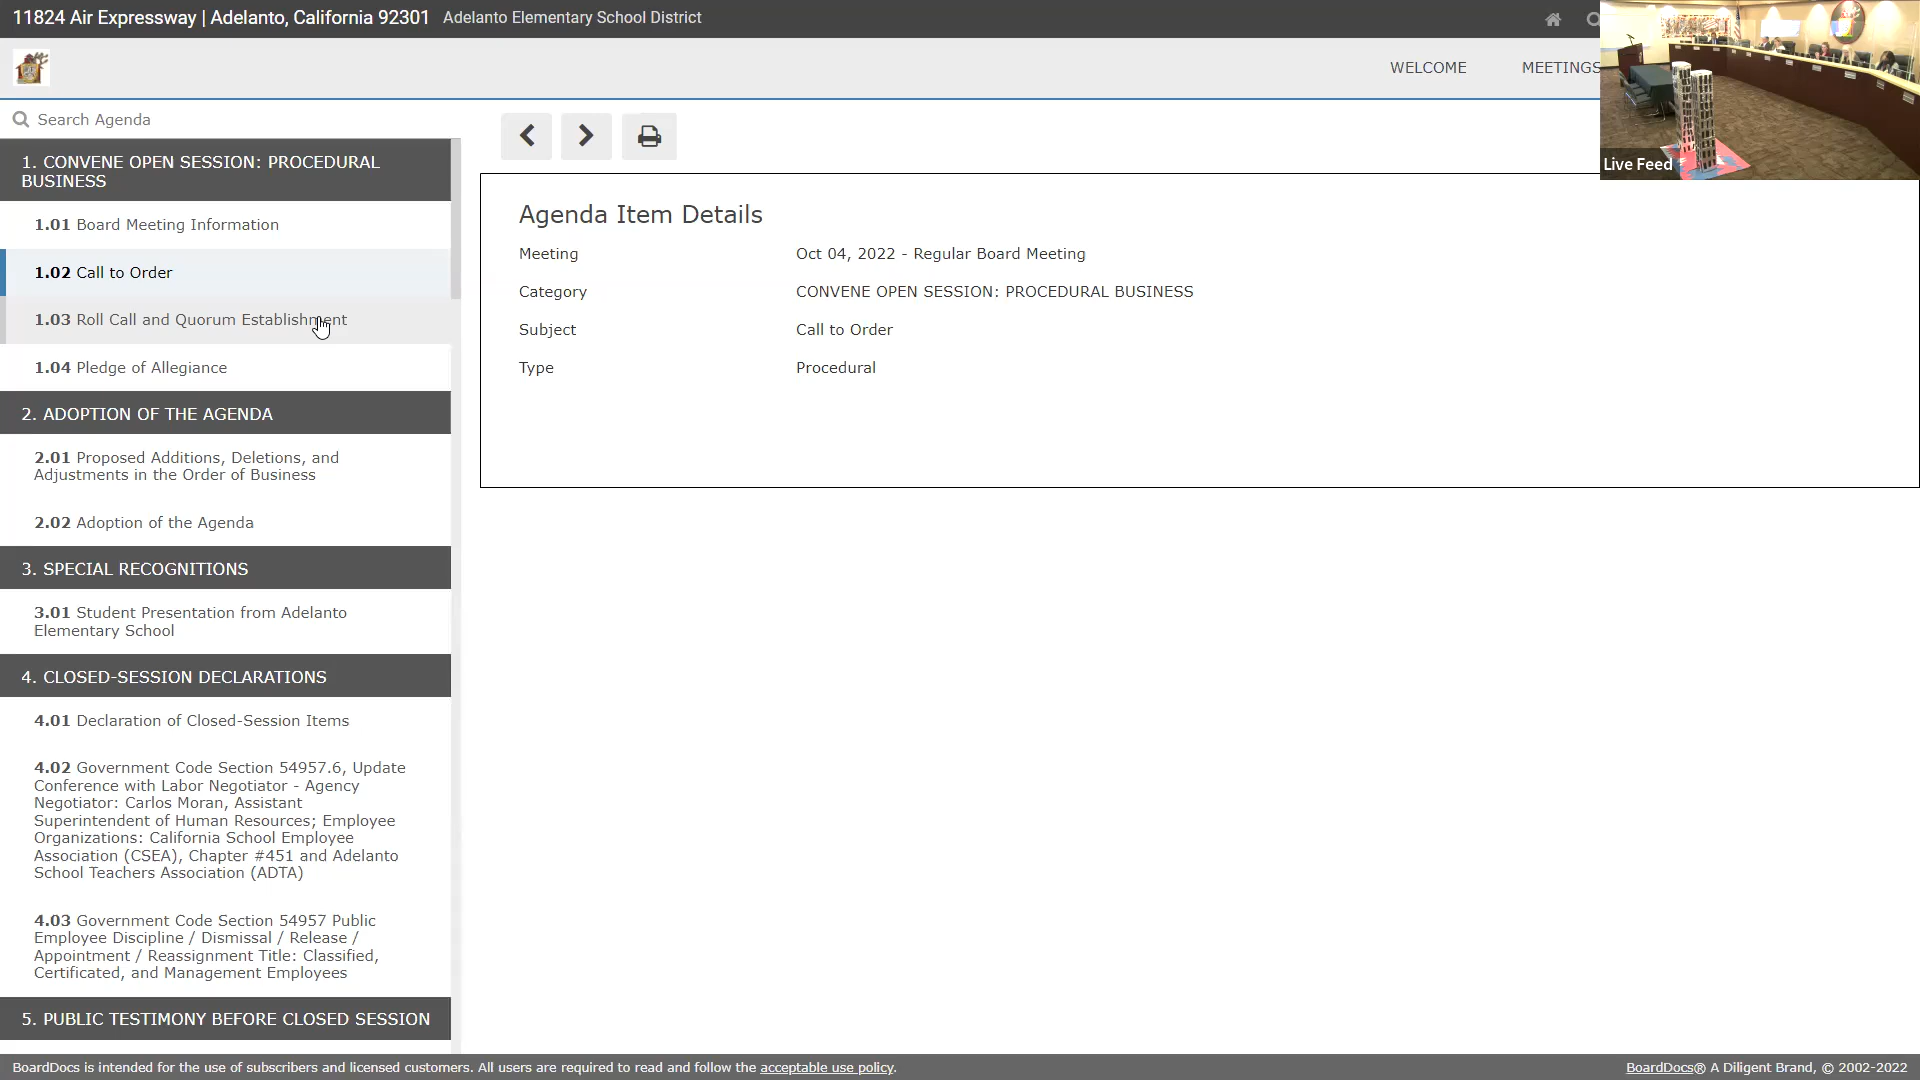 11824 Air Expressway | Adelanto, California 92301 Adelanto Elementary School District
WELCOME MEETINGS
Live Feed
Search Agenda
1. CONVENE OPEN SESSION: PROCEDURAL
BUSINESS
1.01 Board Meeting Information
1.02 Call to Order
1.03 Roll Call and Quorum Establishment
1.04 Pledge of Allegiance
2. ADOPTION OF THE AGENDA
2.01 Proposed Additions, Deletions, and
Adjustments in the Order of Business
2.02 Adoption of the Agenda
3. SPECIAL RECOGNITIONS
3.01 Student Presentation from Adelanto
Elementary School
4. CLOSED-SESSION DECLARATIONS
4.01 Declaration of Closed-Session Items
4.02 Government Code Section 54957.6, Update
Conference with Labor Negotiator - Agency
Negotiator: Carlos Moran, Assistant
Superintendent of Human Resources; Employee
Organizations: California School Employee
Association (CSEA), Chapter #451 and Adelanto
School Teachers Association (ADTA)
4.03 Government Code Section 54957 Public
Employee Discipline / Dismissal / Release /
Appointment / Reassignment Title: Classified,
Certificated, and Management Employees
5. PUBLIC TESTIMONY BEFORE CLOSED SESSION
Agenda Item Details
Meeting Oct 04, 2022 - Regular Board Meeting
Category CONVENE OPEN SESSION: PROCEDURAL BUSINESS
Subject Call to Order
Type Procedural
BoardDocs is intended for the use of subscribers and licensed customers. All users are required to read and follow the acceptable use policy.
BoardDocs® A Diligent Brand, © 2002-2022